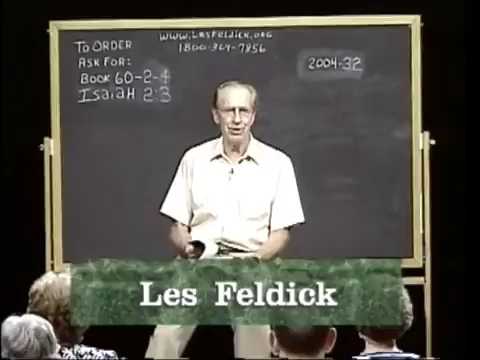 www.LesFeldick.org
1800-369-7856
To Order
Ask For:
Book 60-2-4
Isaiah 2:3
2004-32
Les Feldick